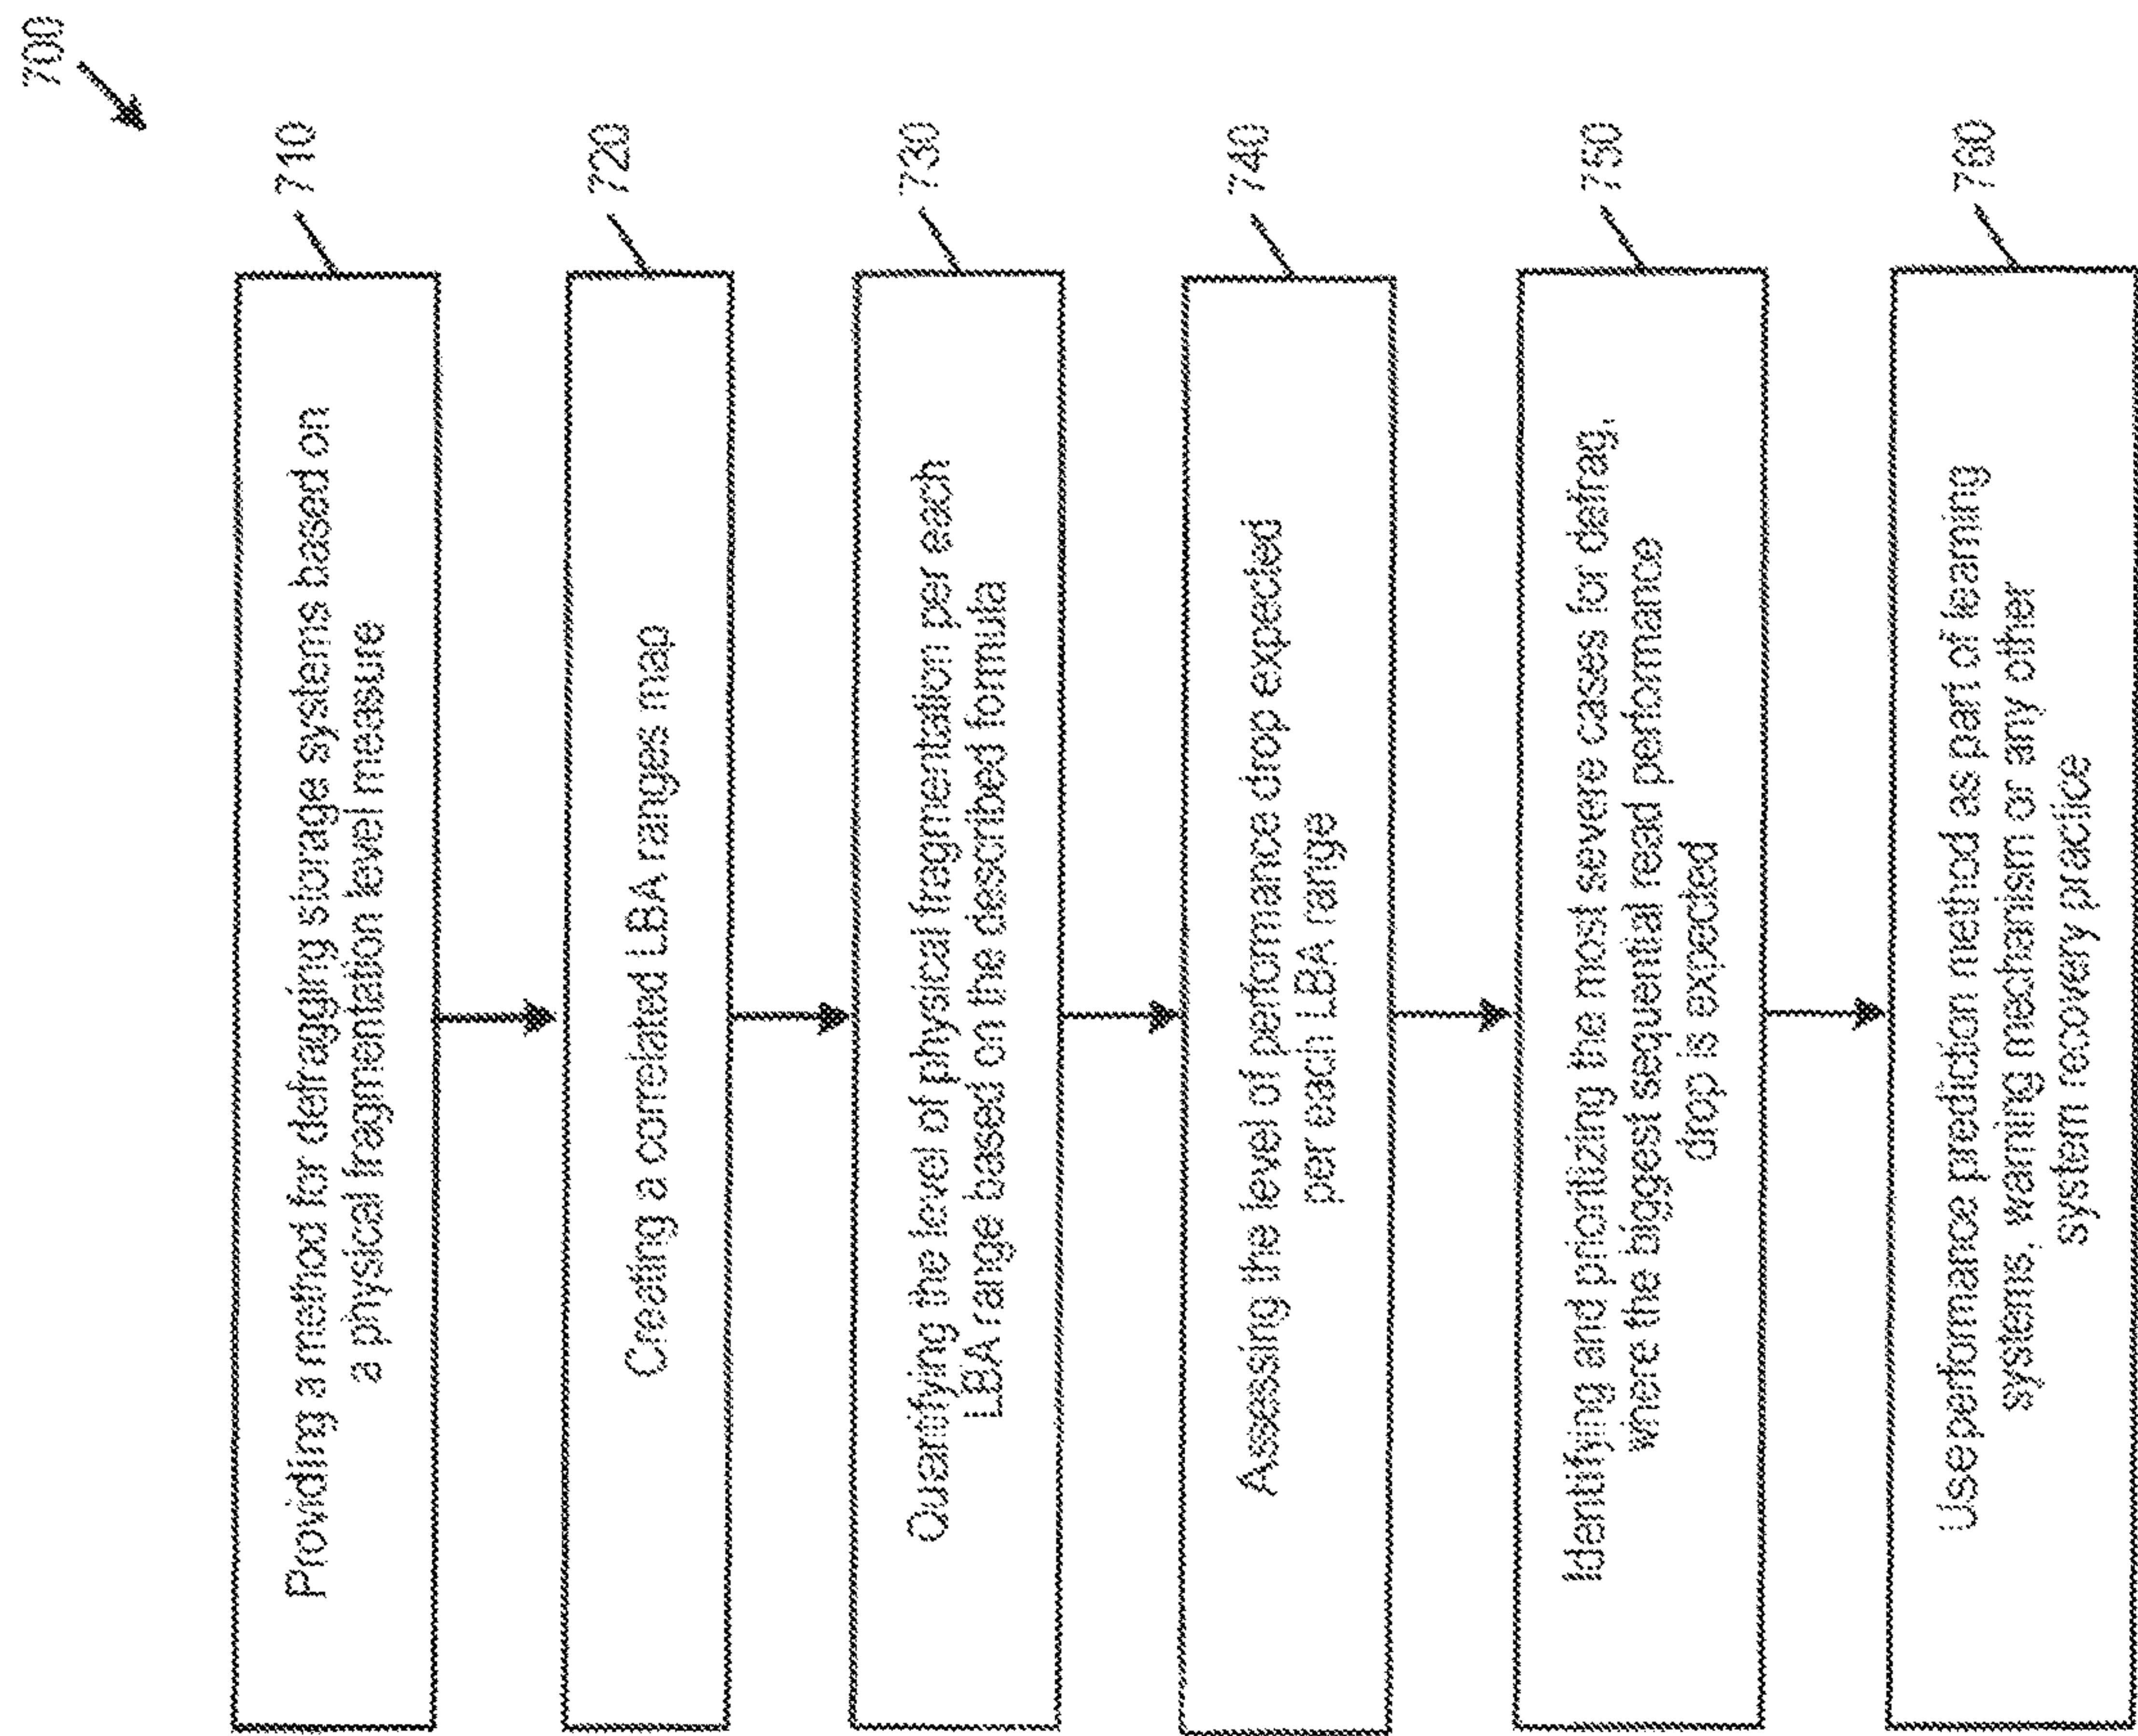 700
710
Providing a method for defragging storage systems based on
a physical fragmentation level measure
720
Creating a correlated LBA ranges map
730
Quantifying the level of physical fragmentation per each
LBA range based on the described formula
740
Assessing the level of performance drop expected
per each LBA range
750
Identifying and prioritizing the most severe cases for defrag,
where the biggest sequential read performance
drop is expected
760
Use performance prediction method as part of learning
systems, warning mechanism or any other
system recovery practice